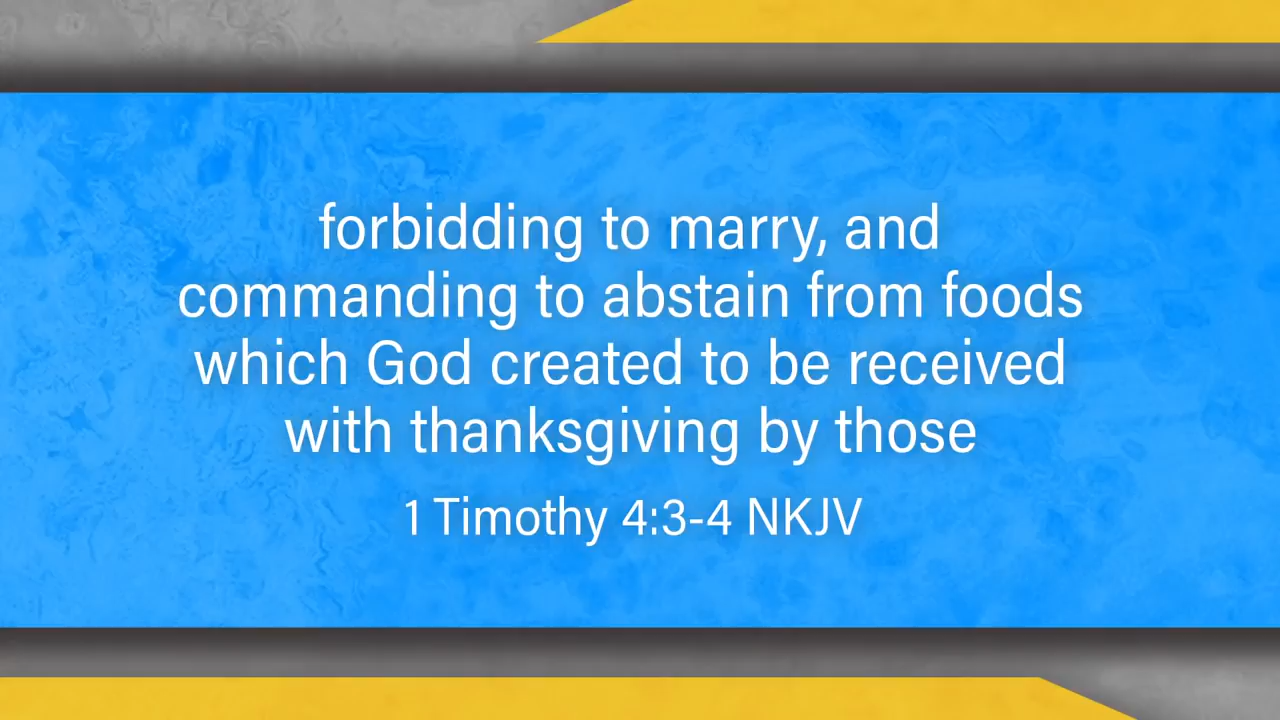 forbidding to marry, and
commanding to abstain from foods
which God created to be received
with thanksgiving by those
1 Timothy 4:3-4 NKJV